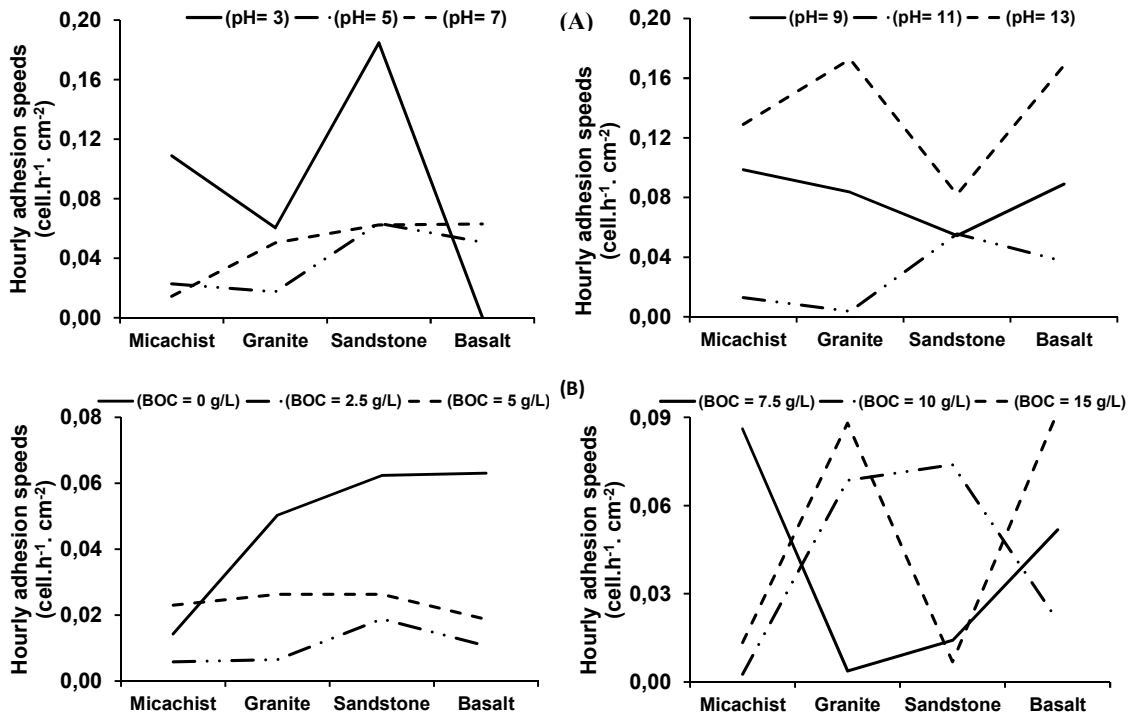 (pH= 3) (pH= 5) (pH= 7)
Hourly adhesion speeds
(cell.h-1. cm-2)
0,20
0,16
0,12
0,08
0,04
0,00
Micachist Granite Sandstone Basalt
(A)
(pH= 9) (pH= 11) (pH= 13)
Hourly adhesion speeds
(cell.h-1. cm-2)
0,20
0,16
0,12
0,08
0,04
0,00
Micachist Granite Sandstone Basalt
(BOC = 0 g/L) (BOC = 2.5 g/L) (BOC = 5 g/L)
Hourly adhesion speeds
(cell.h-1. cm-2)
0,08
0,06
0,04
0,02
0,00
Micachist Granite Sandstone Basalt
(B)
(BOC = 7.5 g/L) (BOC = 10 g/L) (BOC = 15 g/L)
Hourly adhesion speeds
(cell.h-1. cm-2)
0,09
0,06
0,03
0,00
Micachist Granite Sandstone Basalt